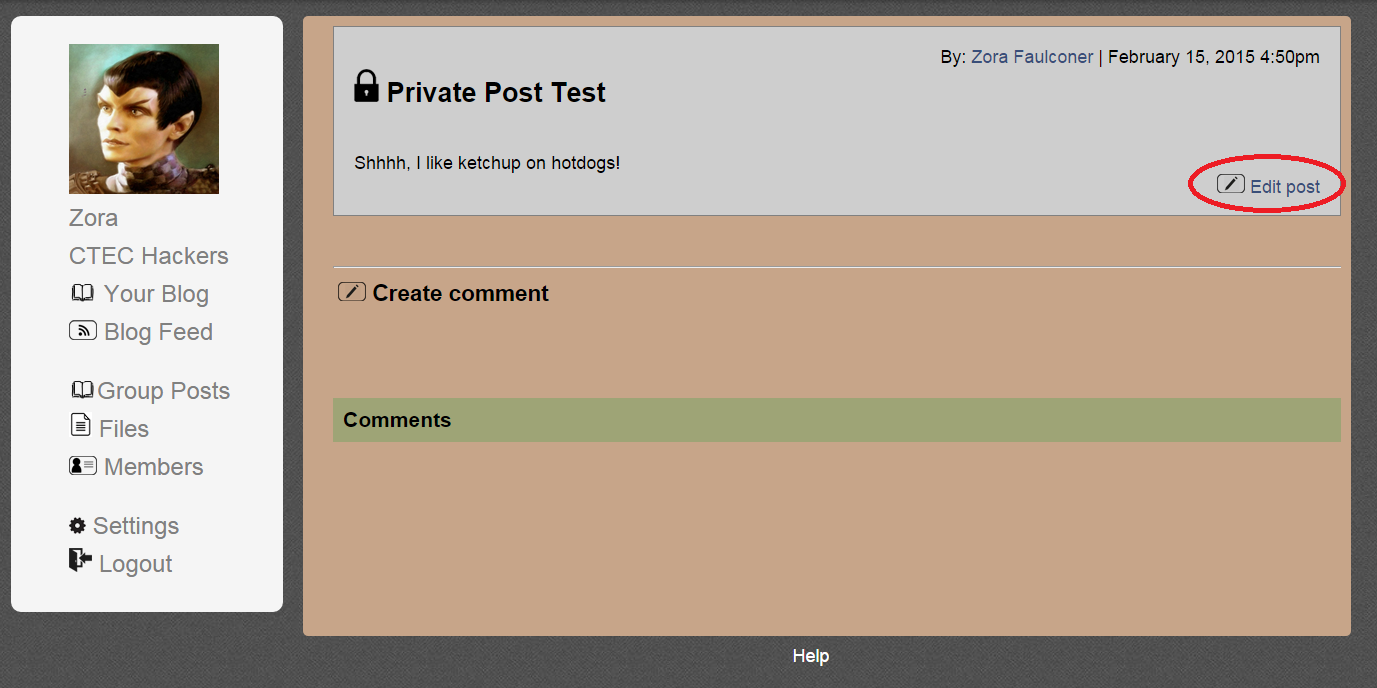 Zora
CTEC Hackers
Your Blog
Blog Feed
Group Posts
Files
Members
Settings
Logout
By: Zora Faulconer | February 15, 2015 4:50pm
Private Post Test
Shhhh, I like ketchup on hotdogs!
Edit post
Create comment
Comments
Help